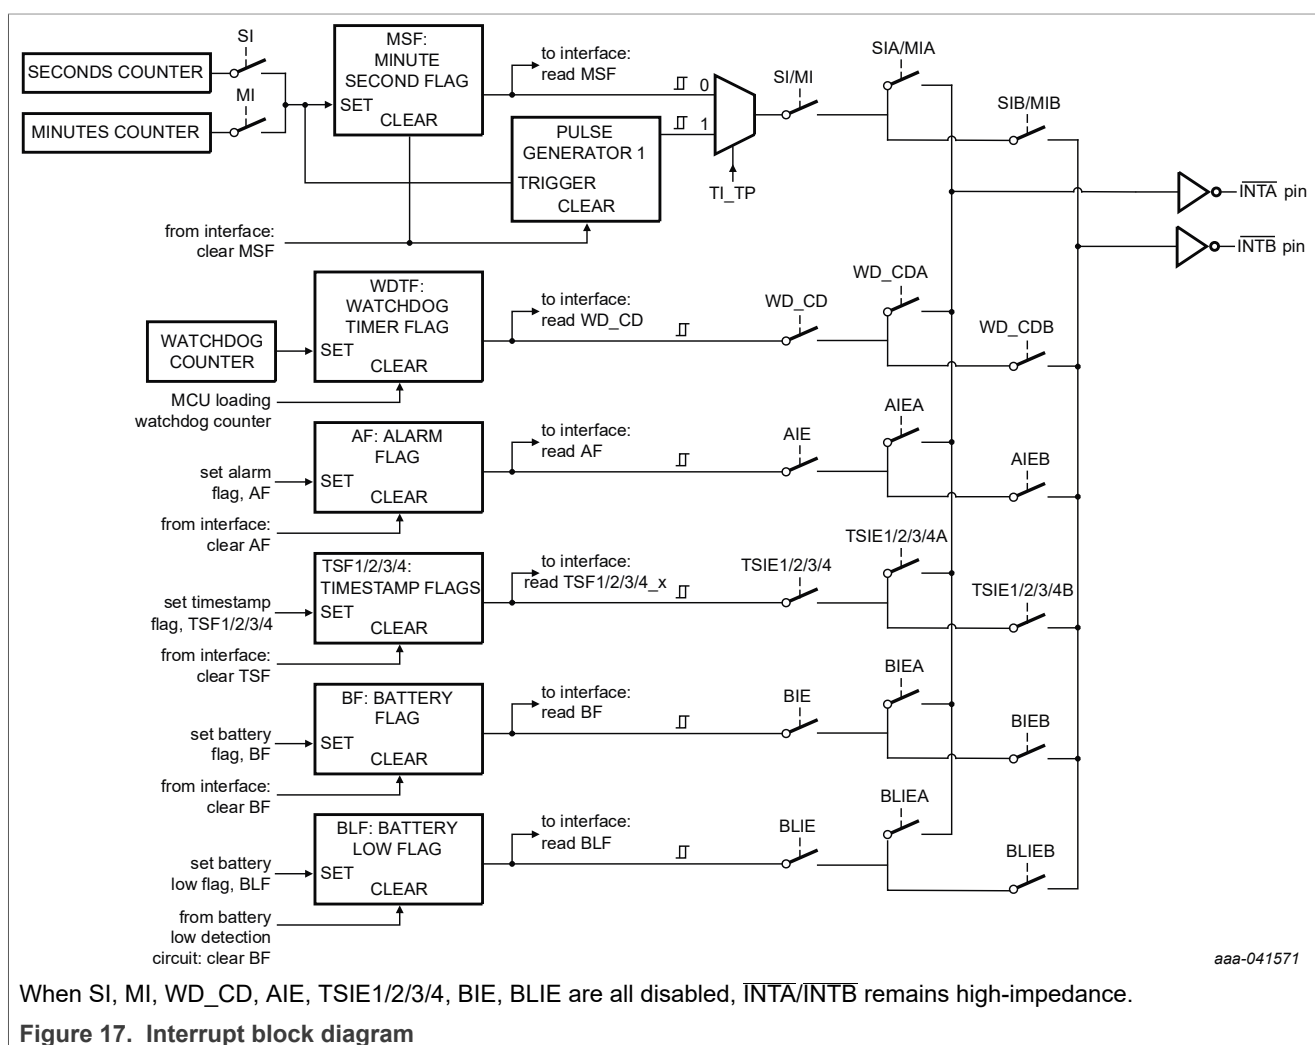 SI
SECONDS COUNTER
MI
MINUTES COUNTER
MSF:
MINUTE
SECOND FLAG
SET
CLEAR
to interface:
read MSF
0
1
PULSE
GENERATOR 1
TRIGGER
CLEAR
TI_TP
SI/MI
SIA/MIA
SIB/MIB
INTA pin
INTB pin
from interface:
clear MSF
WDTF:
WATCHDOG
TIMER FLAG
SET
CLEAR
WATCHDOG
COUNTER
MCU loading
watchdog counter
to interface:
read WD_CD
WD_CD
WD_CDA
WD_CDB
AF: ALARM
FLAG
SET
CLEAR
set alarm
flag, AF
from interface:
clear AF
to interface:
read AF
AIE
AIEA
AIEB
TSF1/2/3/4:
TIMESTAMP FLAGS
SET
CLEAR
set timestamp
flag, TSF1/2/3/4
from interface:
clear TSF
to interface:
read TSF1/2/3/4_x
TSIE1/2/3/4
TSIE1/2/3/4A
TSIE1/2/3/4B
BF: BATTERY
FLAG
SET
CLEAR
set battery
flag, BF
from interface:
clear BF
to interface:
read BF
BIE
BIEA
BIEB
BLF: BATTERY
LOW FLAG
SET
CLEAR
set battery
low flag, BLF
from battery
low detection
circuit: clear BF
to interface:
read BLF
BLIE
BLIEA
BLIEB
aaa-041571
When SI, MI, WD_CD, AIE, TSIE1/2/3/4, BIE, BLIE are all disabled, INTA/INTB remains high-impedance.
Figure 17. Interrupt block diagram